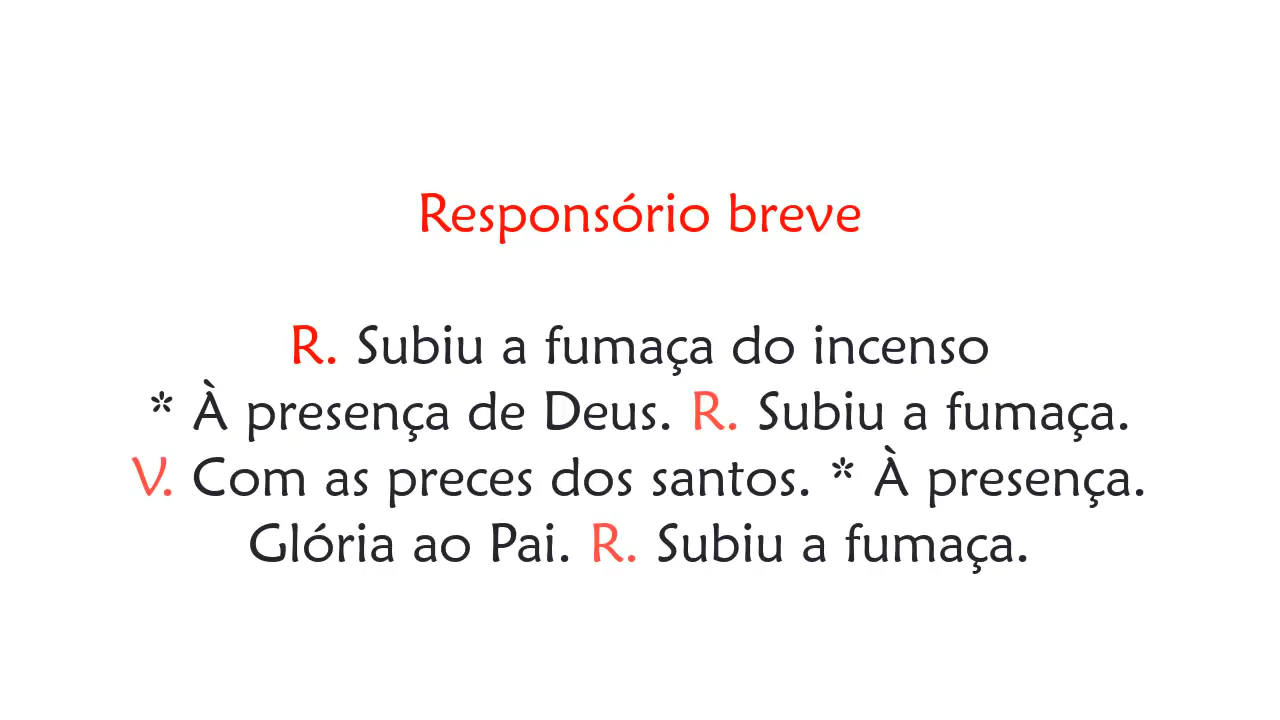 Responsório breve
R. Subiu a fumaça do incenso
* À presença de Deus. R. Subiu a fumaça.
V. Com as preces dos santos. * À presença.
Glória ao Pai. R. Subiu a fumaça.